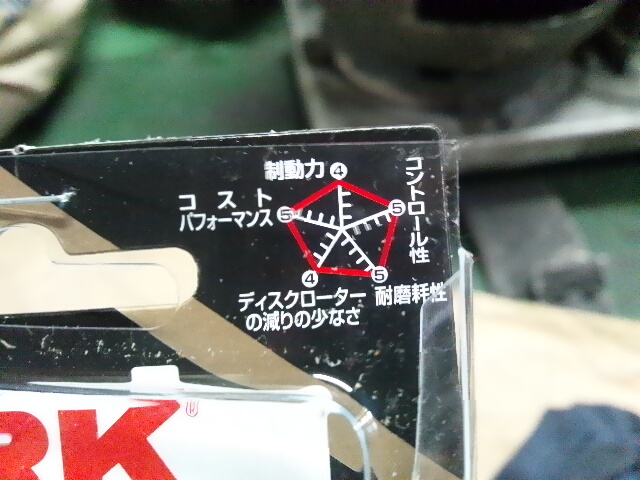 制動力 4
コントロール性 5
コスト
パフォーマンス 5
4
5
ディスクローター 耐磨耗性
の減りの少なさ
RK®